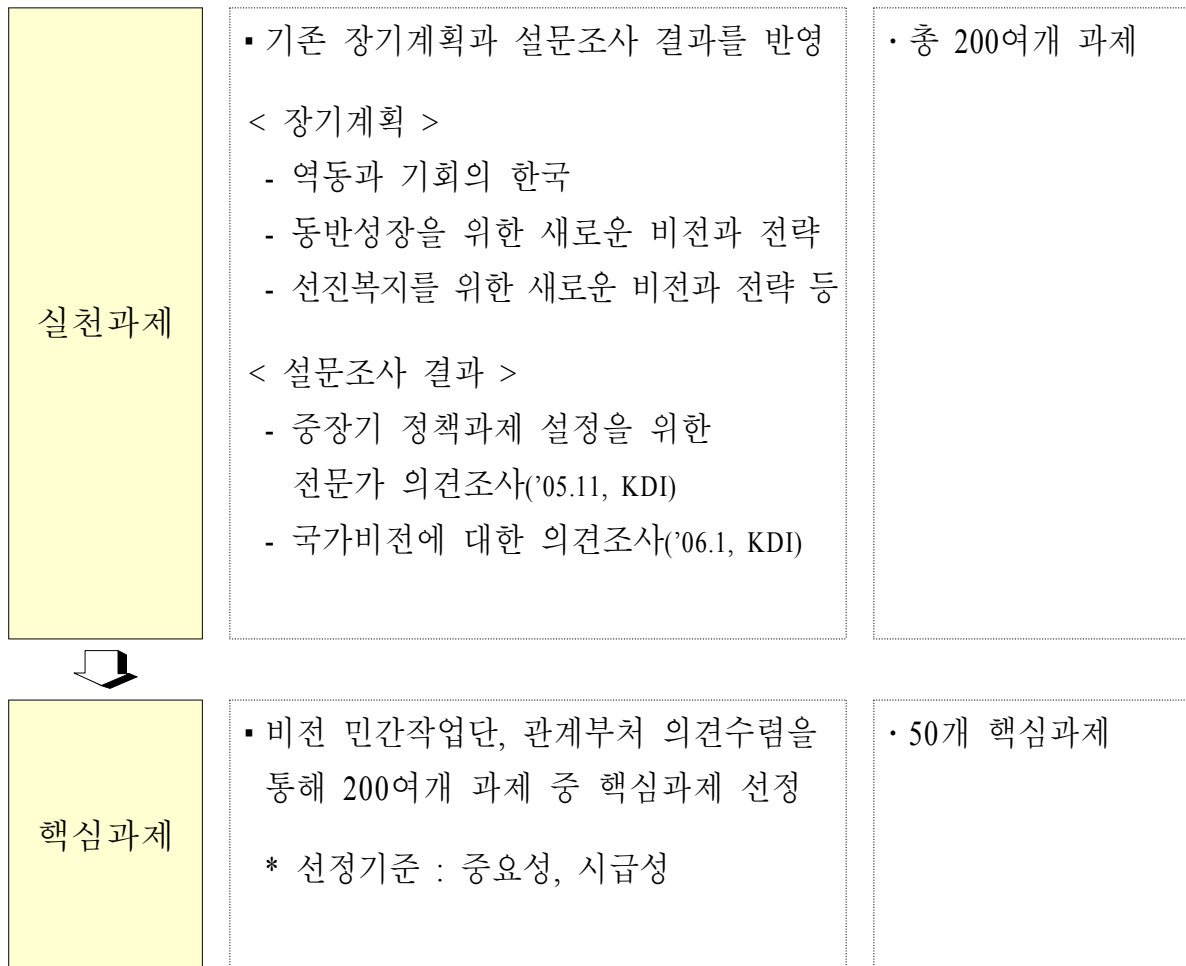 실천과제
▪ 기존 장기계획과 설문조사 결과를 반영
< 장기계획 >
- 역동과 기회의 한국
- 동반성장을 위한 새로운 비전과 전략
- 선진복지를 위한 새로운 비전과 전략 등
< 설문조사 결과 >
- 중장기 정책과제 설정을 위한
전문가 의견조사('05.11, KDI)
- 국가비전에 대한 의견조사('06.1, KDI)
· 총 200여개 과제
핵심과제
▪ 비전 민간작업단, 관계부처 의견수렴을
통해 200여개 과제 중 핵심과제 선정
* 선정기준 : 중요성, 시급성
· 50개 핵심과제